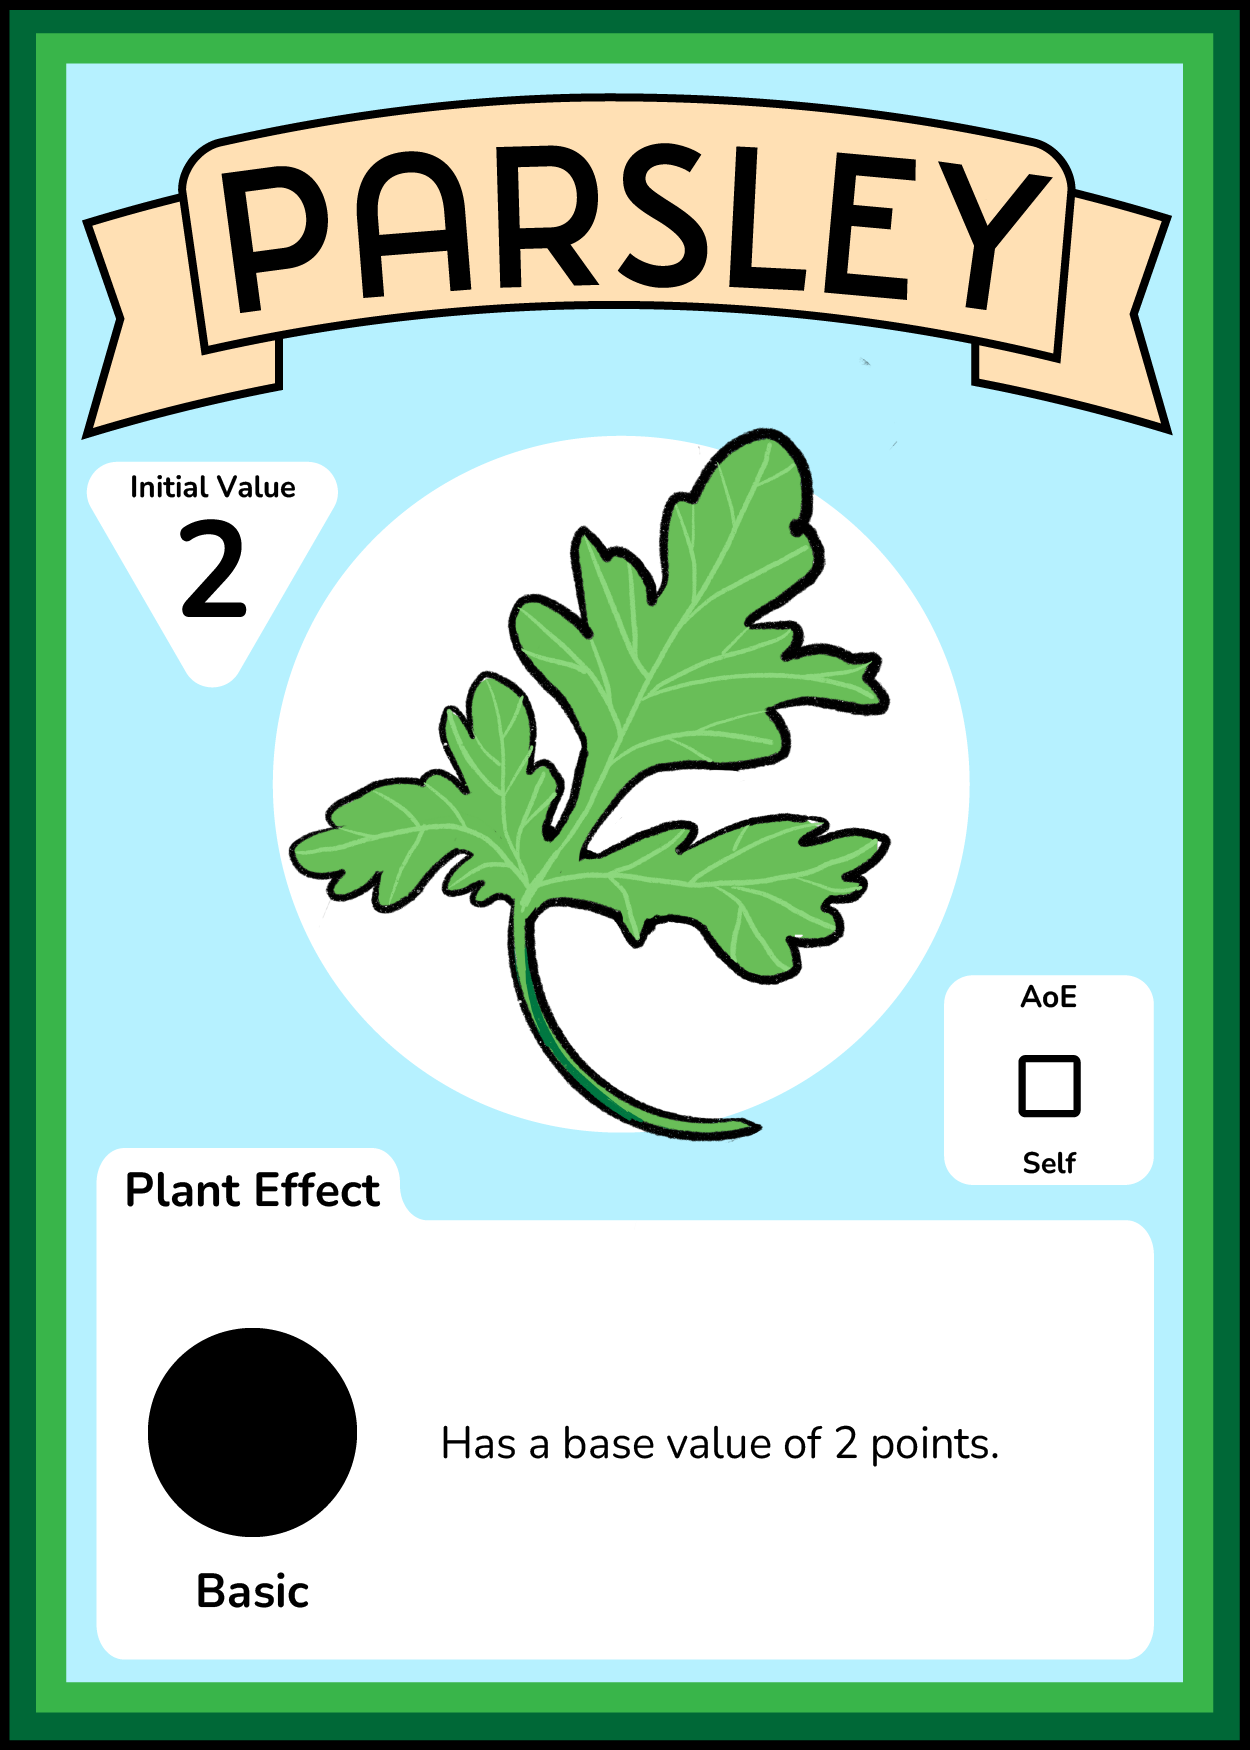 PARSLEY
Initial Value
2
AoE
Self
Plant Effect
Has a base value of 2 points.
Basic